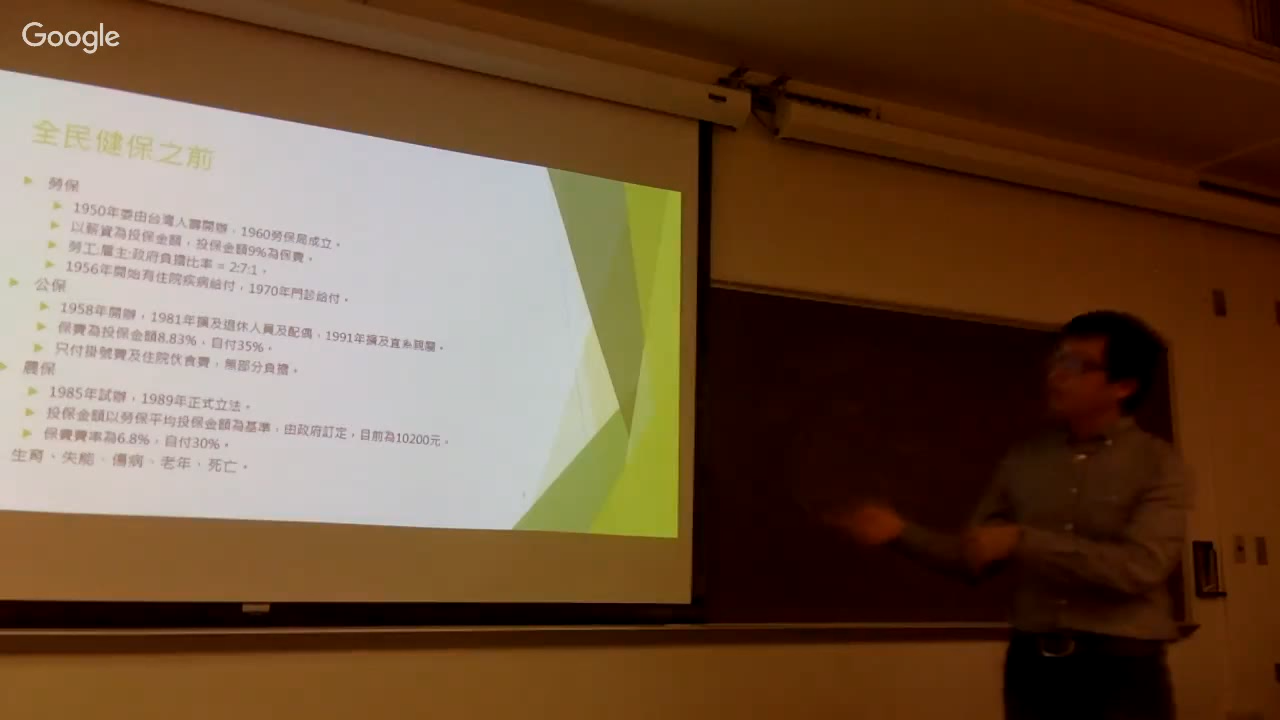 Google
全民健保之前
勞保
1950年委由台灣人壽開辦，1960勞保局成立。
以薪資為投保金額，投保金額9%為保費。
勞工:雇主:政府負擔比率 = 2:7:1，
1956年開始有住院疾病給付，1970年門診給付。
公保
1958年開辦，1981年擴及退休人員及配偶，1991年擴及直系親屬。
保費為投保金額8.83%，自付35%。
只付掛號費及住院伙食費，無部分負擔。
農保
1985年試辦，1989年正式立法。
投保金額以勞保平均投保金額為基準，由政府訂定，目前為10200元。
保費費率為6.8%，自付30%。
生育、失能、傷病、老年、死亡。